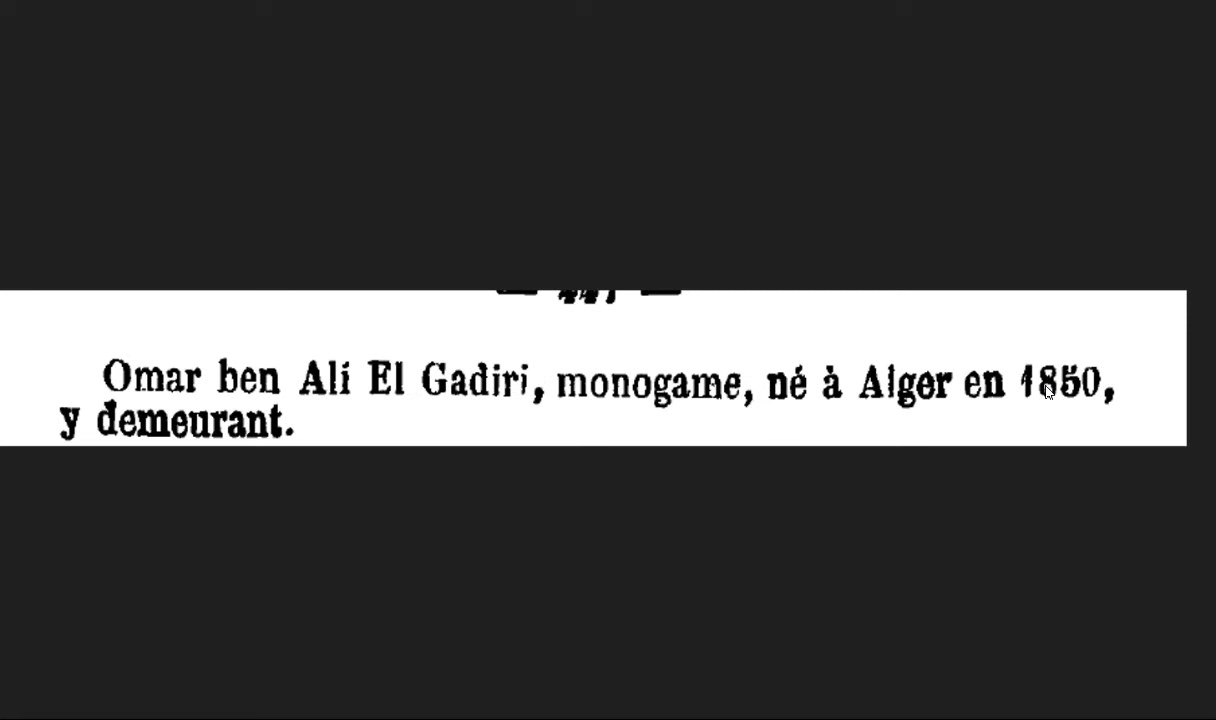 Omar ben Ali El Gadiri, monogame, né à Alger en 1850,
y demeurant.